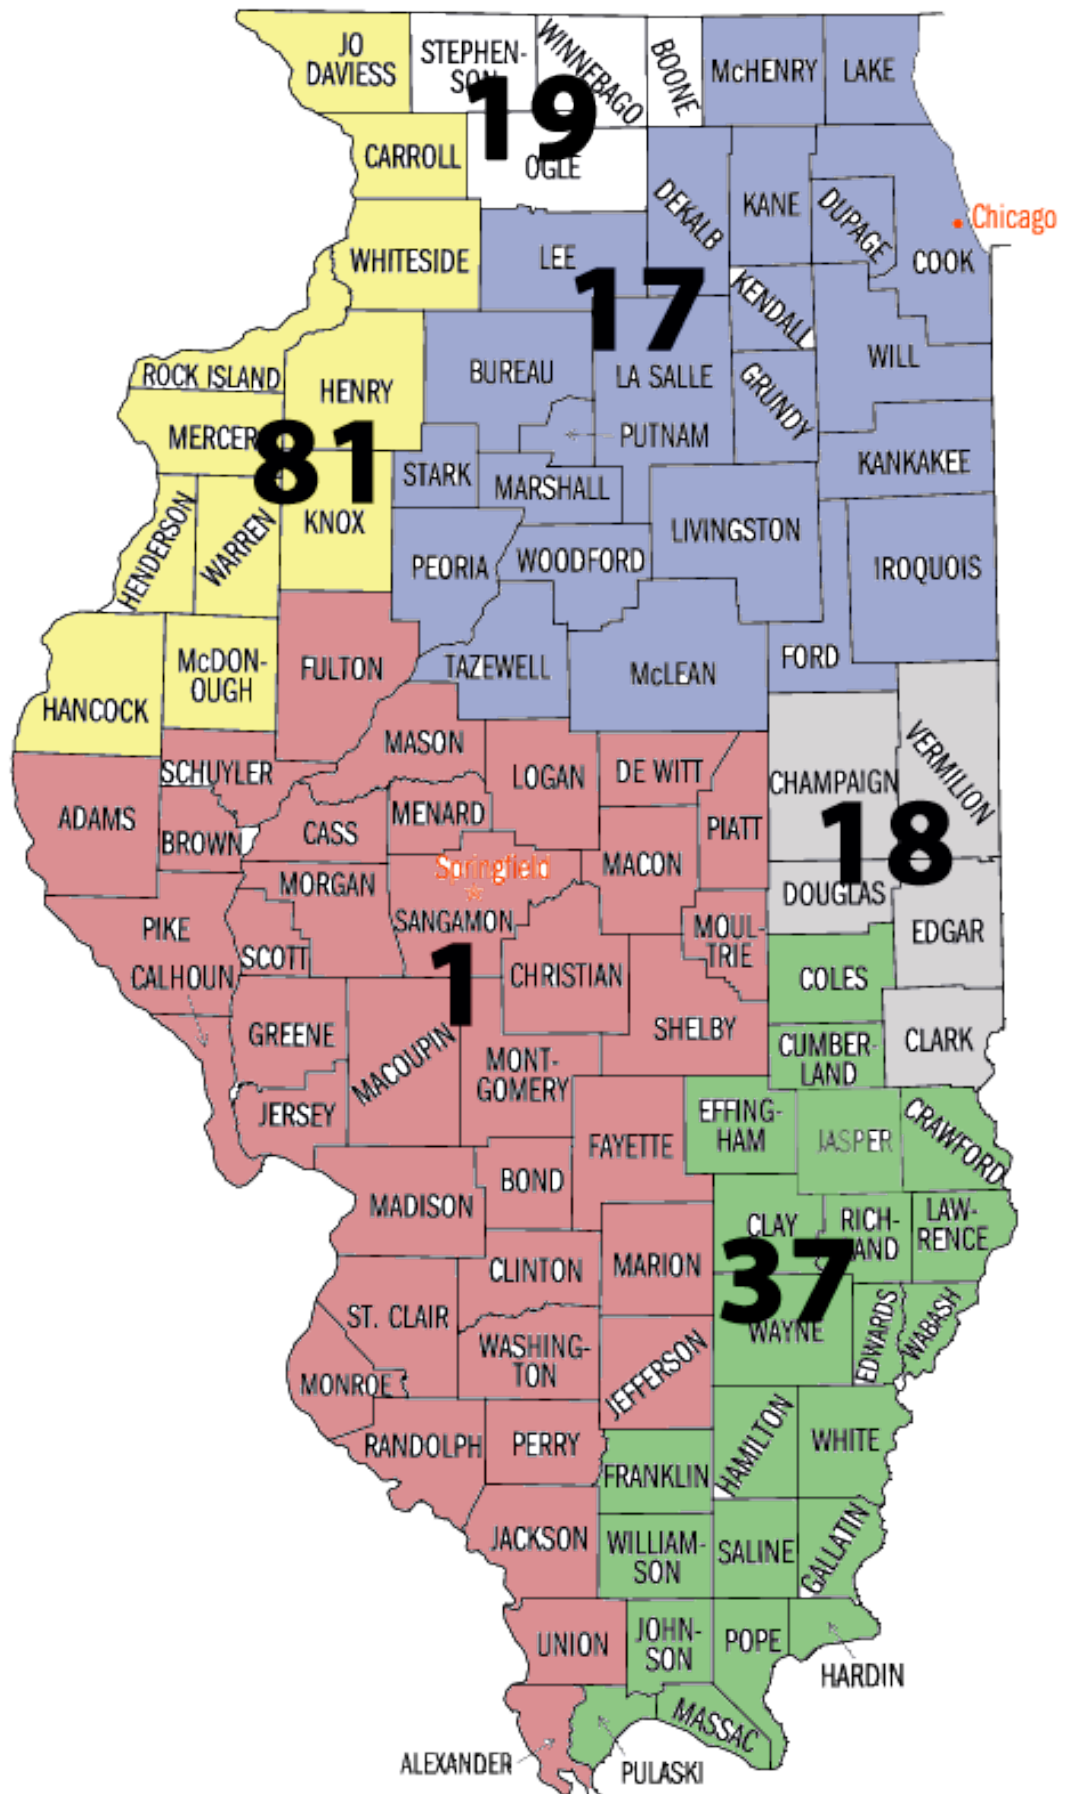 JO
DAVIESS
STEPHEN-
SON
WINNEBAGO
BOONE
McHENRY
LAKE
19
CARROLL
OGLE
DEKALB
KANE
DUPAGE
Chicago
COOK
WHITESIDE
LEE
17
KENDALL
ROCK ISLAND
HENRY
BUREAU
LA SALLE
GRUNDY
WILL
MERCER
81
PUTNAM
KANKAKEE
STARK
MARSHALL
HENDERSON
WARREN
KNOX
PEORIA
WOODFORD
LIVINGSTON
IROQUOIS
HANCOCK
McDON-
OUGH
FULTON
TAZEWELL
McLEAN
FORD
MASON
SCHUYLER
LOGAN
DE WITT
CHAMPAIGN
VERMILION
ADAMS
BROWN
CASS
MENARD
PIATT
18
Springfield
MACON
MORGAN
DOUGLAS
PIKE
SCOTT
SANGAMON
MOUL-
TRIE
EDGAR
CALHOUN
1
CHRISTIAN
COLES
GREENE
MACOUPIN
SHELBY
CUMBER-
LAND
CLARK
JERSEY
MONT-
GOMERY
EFFING-
HAM
JASPER
CRAWFORD
FAYETTE
MADISON
BOND
CLAY
RICH-
LAND
LAW-
RENCE
37
CLINTON
MARION
ST. CLAIR
WAYNE
EDWARDS
WABASH
WASHING-
TON
JEFFERSON
MONROE
RANDOLPH
PERRY
FRANKLIN
HAMILTON
WHITE
JACKSON
WILLIAM-
SON
SALINE
GALLATIN
UNION
JOHN-
SON
POPE
HARDIN
MASSAC
ALEXANDER
PULASKI